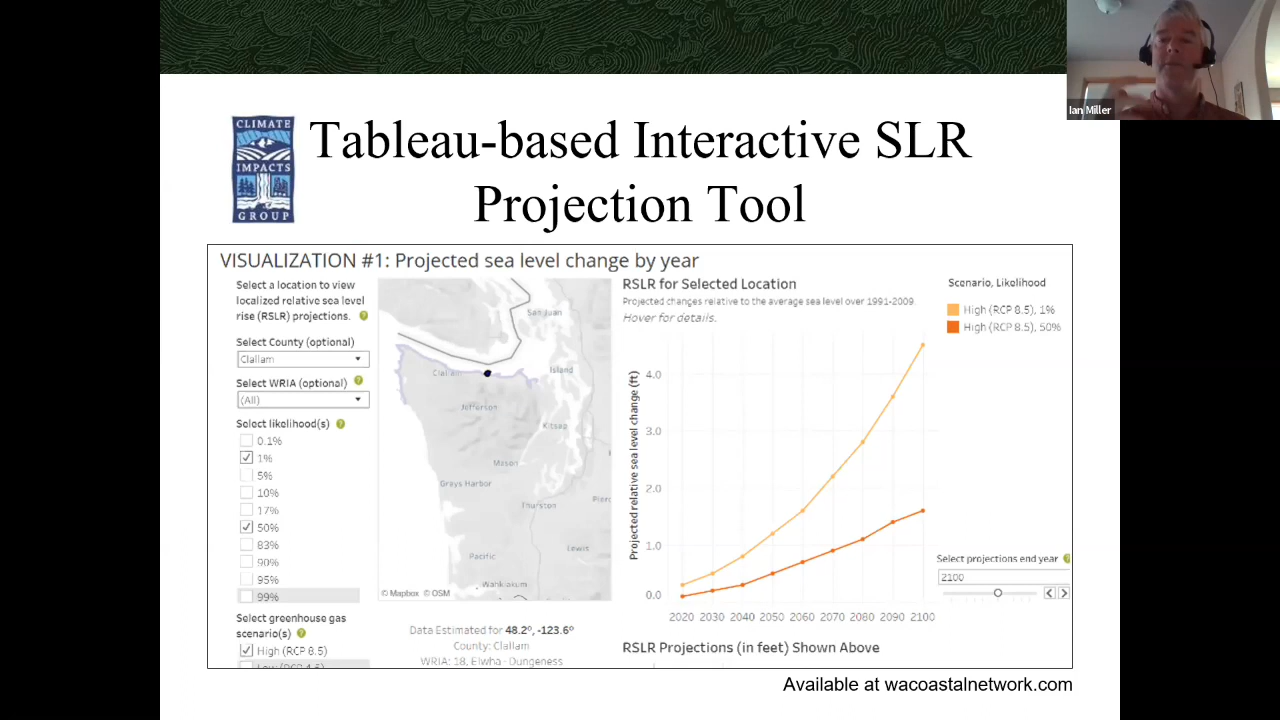 CLIMATE
IMPACTS
GROUP
Tableau-based Interactive SLR
Projection Tool
Ian Miller
VISUALIZATION #1: Projected sea level change by year
Select a location to view
localized relative sea level
rise (RSLR) projections. ?
Select County (optional)
Clallam
Select WRIA (optional) ?
(All)
Select likelihood(s) ?
0.1%
1%
5%
10%
17%
50%
83%
90%
95%
99%
Select greenhouse gas
scenario(s) ?
High (RCP 8.5)
San Juan
Clallam
Island
Jefferson
Kitsap
Mason
Grays Harbor
Pierc
Thurston
Lewis
Pacific
Wahkiakum
© Mapbox © OSM
Data Estimated for 48.2º, -123.6º
County: Clallam
WRIA: 18, Elwha - Dungeness
RSLR for Selected Location
Projected changes relative to the average sea level over 1991-2009.
Hover for details.
Projected relative sea level change (ft)
4.0
3.0
2.0
1.0
0.0
2020 2030 2040 2050 2060 2070 2080 2090 2100
RSLR Projections (in feet) Shown Above
Scenario, Likelihood
High (RCP 8.5), 1%
High (RCP 8.5), 50%
Select projections end year ?
2100
Available at wacoastalnetwork.com